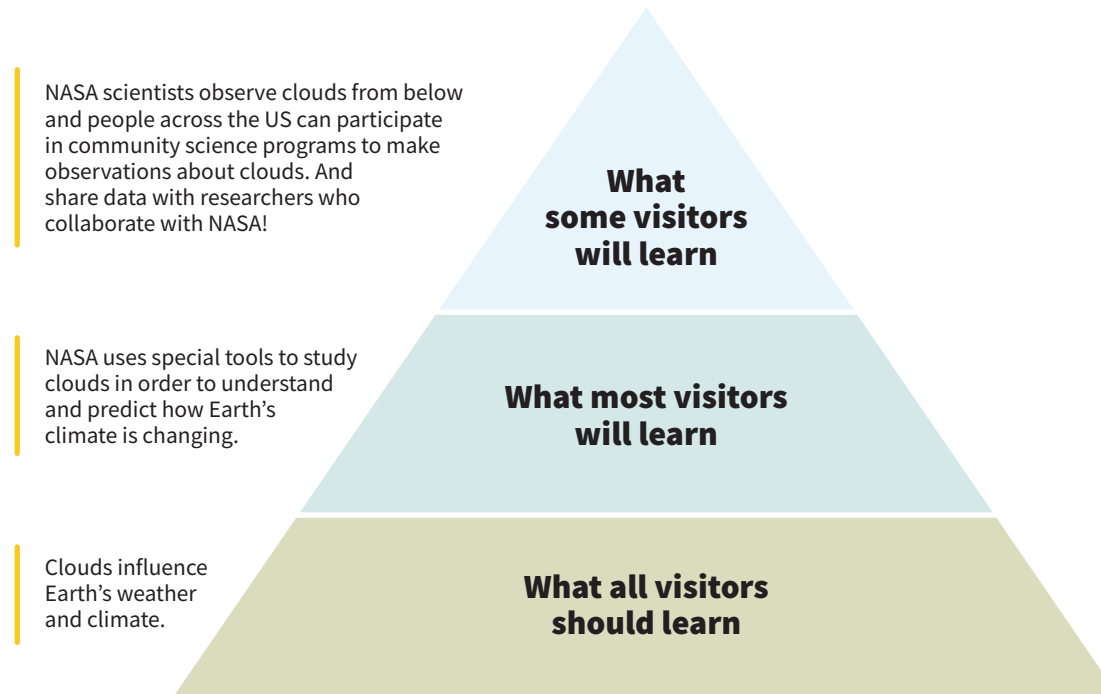 NASA scientists observe clouds from below
and people across the US can participate
in community science programs to make
observations about clouds. And
share data with researchers who
collaborate with NASA!
What
some visitors
will learn
NASA uses special tools to study
clouds in order to understand
and predict how Earth's
climate is changing.
What most visitors
will learn
Clouds influence
Earth's weather
and climate.
What all visitors
should learn